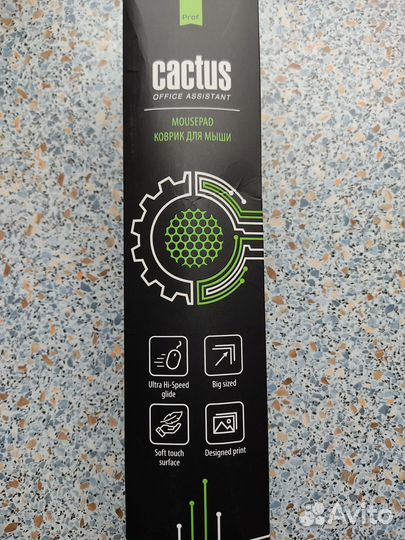 Prof
cactus
OFFICE ASSISTANT
MOUSEPAD
КОВРИК ДЛЯ МЫШИ
Ultra Hi-Speed
glide
Big sized
Soft touch
surface
Designed print
Avito